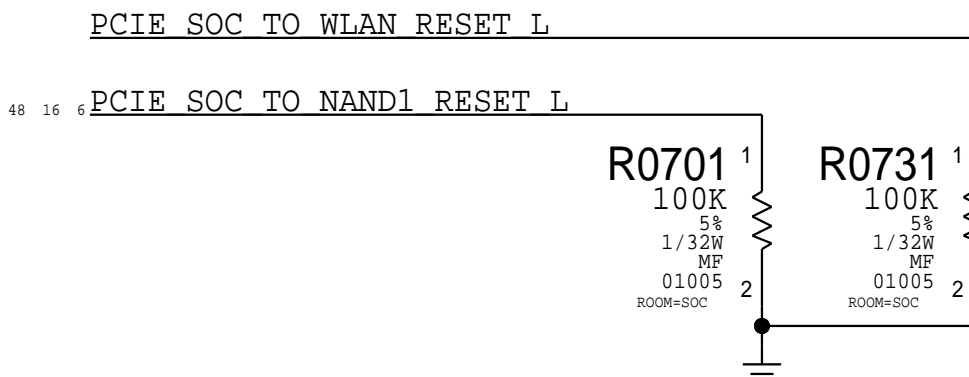 PCIE_SOC_TO_WLAN_RESET_L
48 16 6 PCIE_SOC_TO_NAND1_RESET_L
R0701 1
100K
5%
1/32W
MF
01005 2
ROOM=SOC
R0731 1
100K
5%
1/32W
MF
01005 2
ROOM=SOC